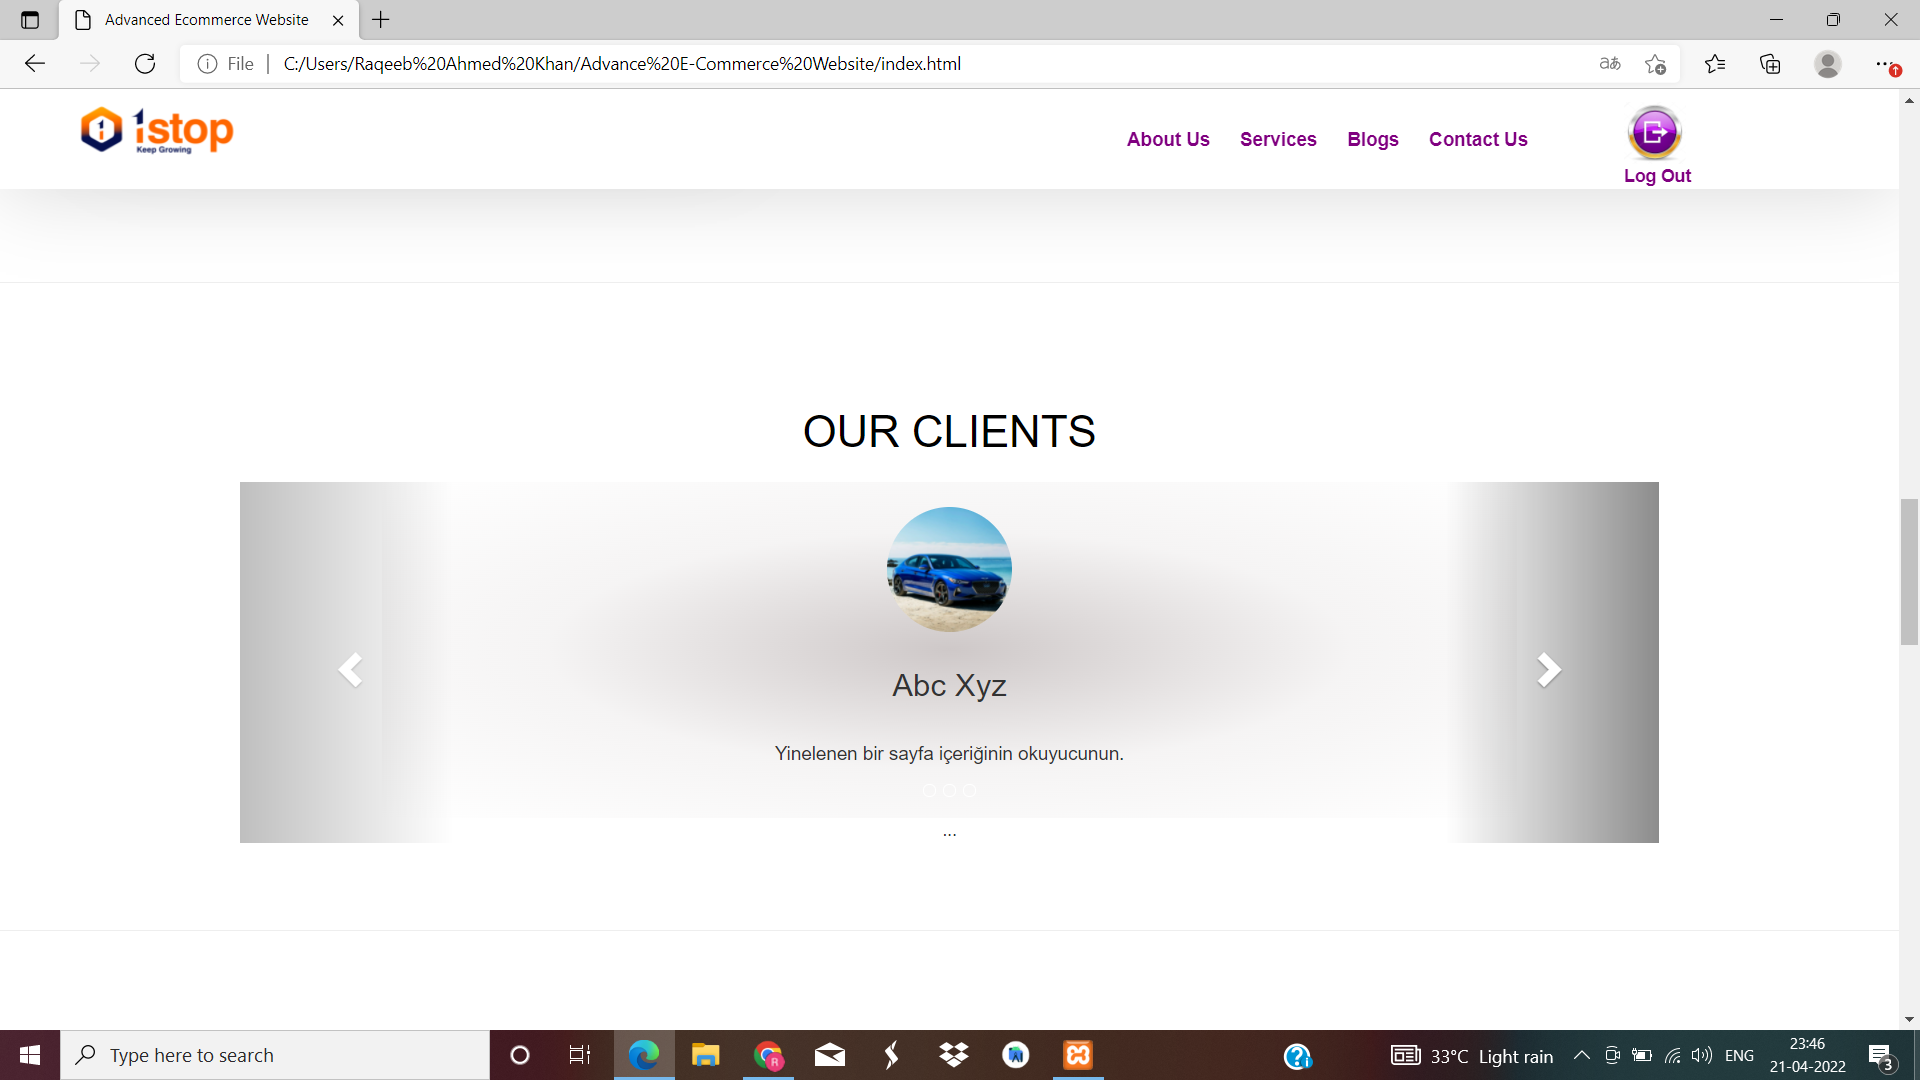 Advanced Ecommerce Website
File
C:/Users/Raqeeb%20Ahmed%20Khan/Advance%20E-Commerce%20Website/index.html
1stop
Keep Growing
About Us
Services
Blogs
Contact Us
Log Out
OUR CLIENTS
Abc Xyz
Yinelenen bir sayfa içeriğinin okuyucunun.
...
Type here to search
33°C Light rain
ENG
23:46
21-04-2022
3